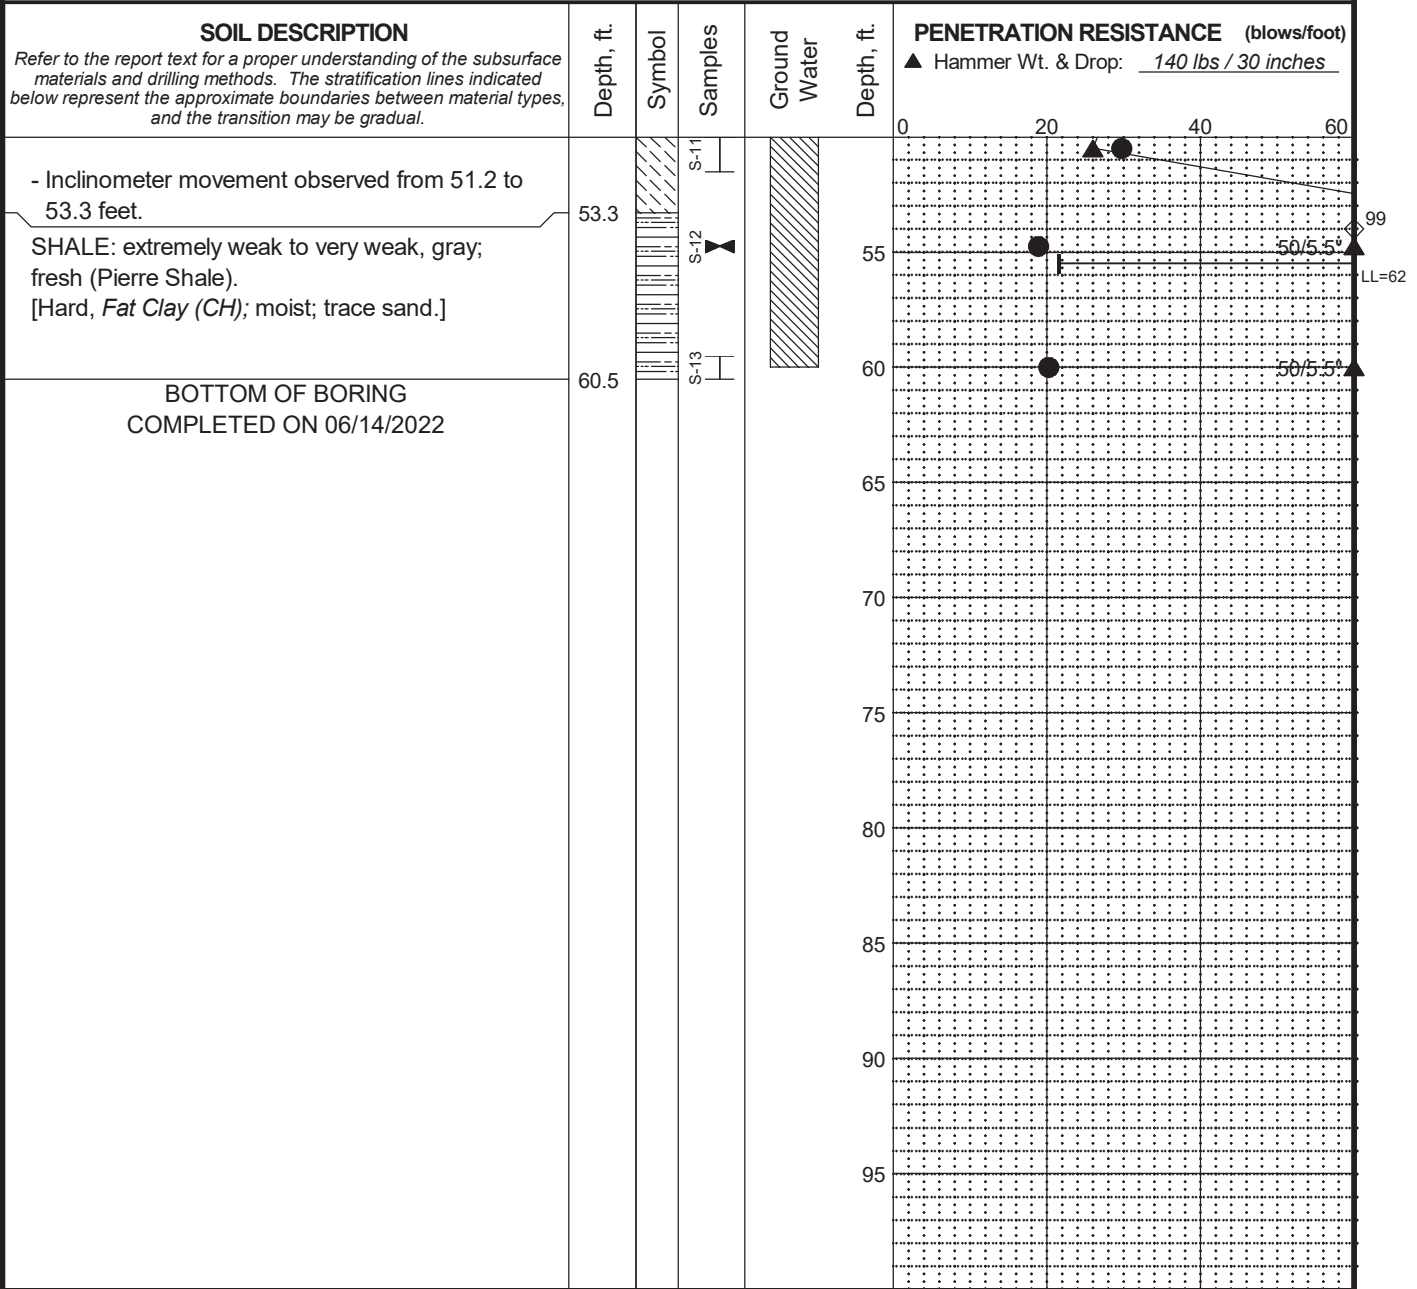 SOIL DESCRIPTION
Refer to the report text for a proper understanding of the subsurface
materials and drilling methods. The stratification lines indicated
below represent the approximate boundaries between material types,
and the transition may be gradual.
Depth, ft.
Symbol
Samples
Ground
Water
Depth, ft.
PENETRATION RESISTANCE (blows/foot)
▲ Hammer Wt. & Drop: 140 lbs / 30 inches
0 20 40 60
- Inclinometer movement observed from 51.2 to
53.3 feet.
53.3
SHALE: extremely weak to very weak, gray;
fresh (Pierre Shale).
[Hard, Fat Clay (CH); moist; trace sand.]
60.5
BOTTOM OF BORING
COMPLETED ON 06/14/2022
S-11
S-12
S-13
55
60
65
70
75
80
85
90
95
99
50/5.5"
LL=62
50/5.5"